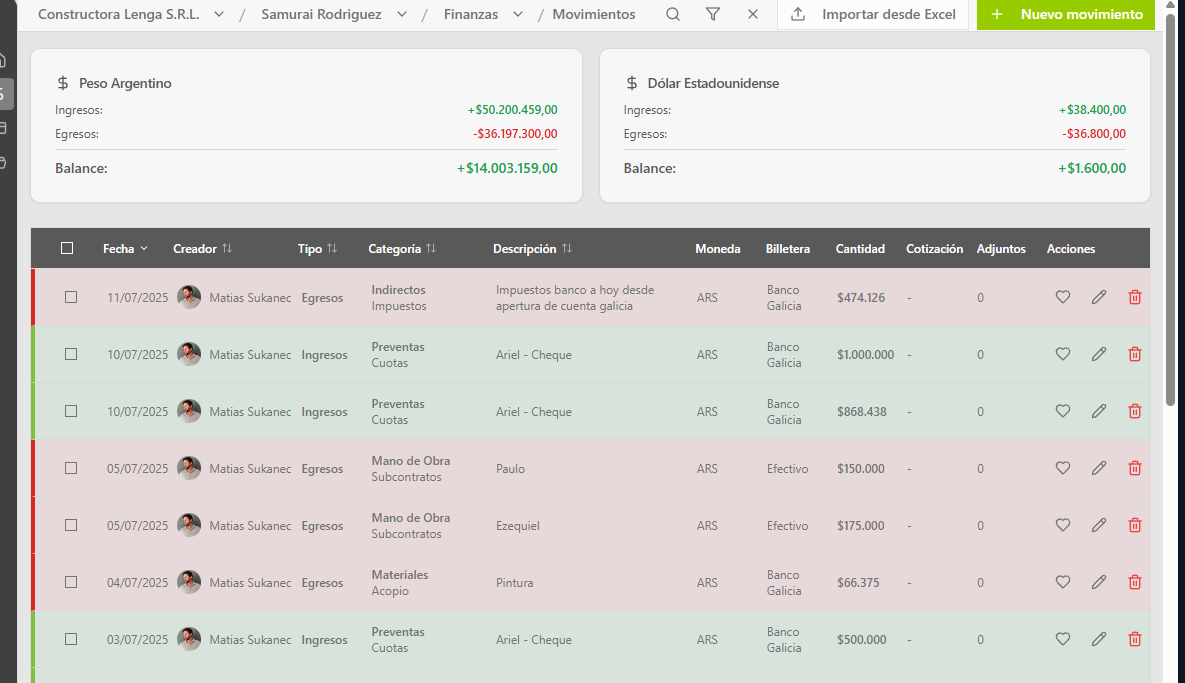 Constructora Lenga S.R.L. / Samurai Rodriguez / Finanzas / Movimientos Importar desde Excel + Nuevo movimiento
$ Peso Argentino
Ingresos: +$50.200.459,00
Egresos: -$36.197.300,00
Balance: +$14.003.159,00
$ Dólar Estadounidense
Ingresos: +$38.400,00
Egresos: -$36.800,00
Balance: +$1.600,00
Fecha Creador Tipo Categoría Descripción Moneda Billetera Cantidad Cotización Adjuntos Acciones
11/07/2025 Matias Sukanec Egresos Indirectos Impuestos Impuestos banco a hoy desde apertura de cuenta galicia ARS Banco Galicia $474.126 - 0
10/07/2025 Matias Sukanec Ingresos Preventas Cuotas Ariel - Cheque ARS Banco Galicia $1.000.000 - 0
10/07/2025 Matias Sukanec Ingresos Preventas Cuotas Ariel - Cheque ARS Banco Galicia $868.438 - 0
05/07/2025 Matias Sukanec Egresos Mano de Obra Subcontratos Paulo ARS Efectivo $150.000 - 0
05/07/2025 Matias Sukanec Egresos Mano de Obra Subcontratos Ezequiel ARS Efectivo $175.000 - 0
04/07/2025 Matias Sukanec Egresos Materiales Acopio Pintura ARS Banco Galicia $66.375 - 0
03/07/2025 Matias Sukanec Ingresos Preventas Cuotas Ariel - Cheque ARS Banco Galicia $500.000 - 0